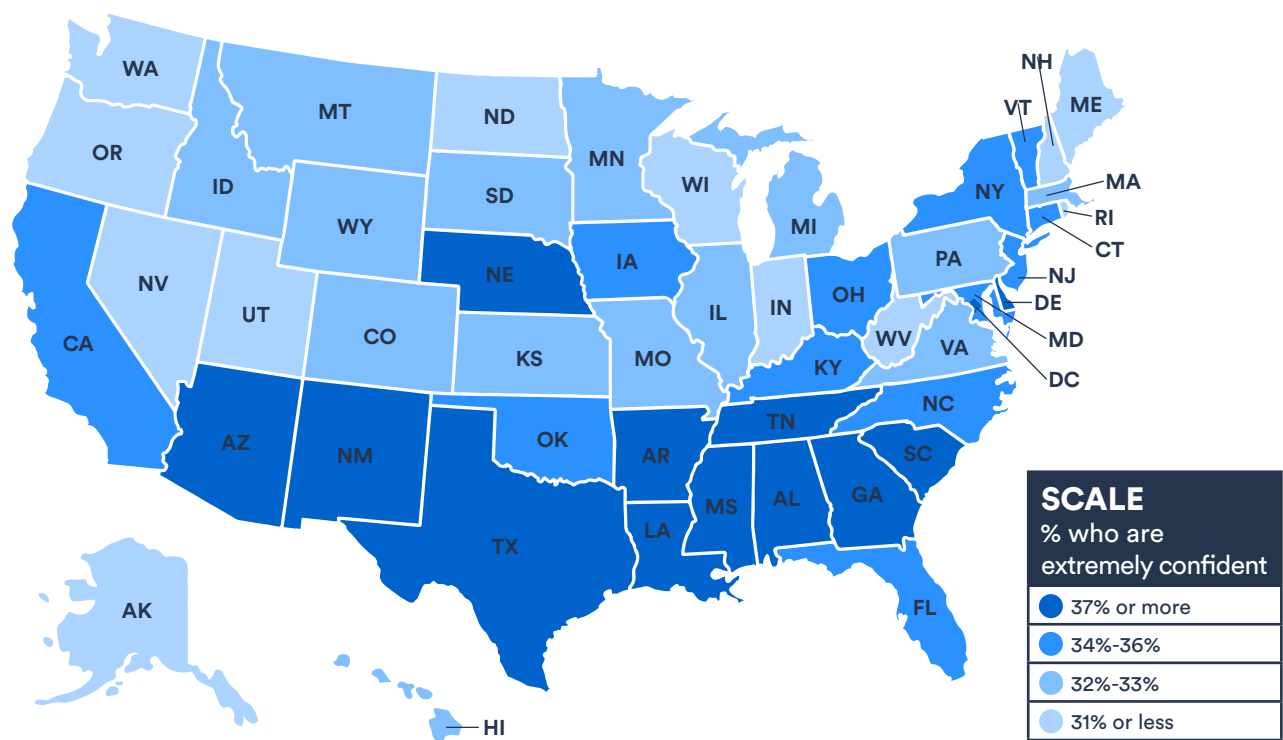 WA
MT
ND
MN
NH
VT
ME
OR
ID
SD
WI
MI
NY
MA
RI
CT
WY
IA
PA
NJ
NE
NV
UT
CO
IL
IN
OH
DE
MD
DC
CA
KS
MO
KY
WV
VA
AZ
NM
OK
AR
TN
NC
SC
TX
LA
MS
AL
GA
FL
AK
HI
SCALE
% who are
extremely confident
37% or more
34%-36%
32%-33%
31% or less